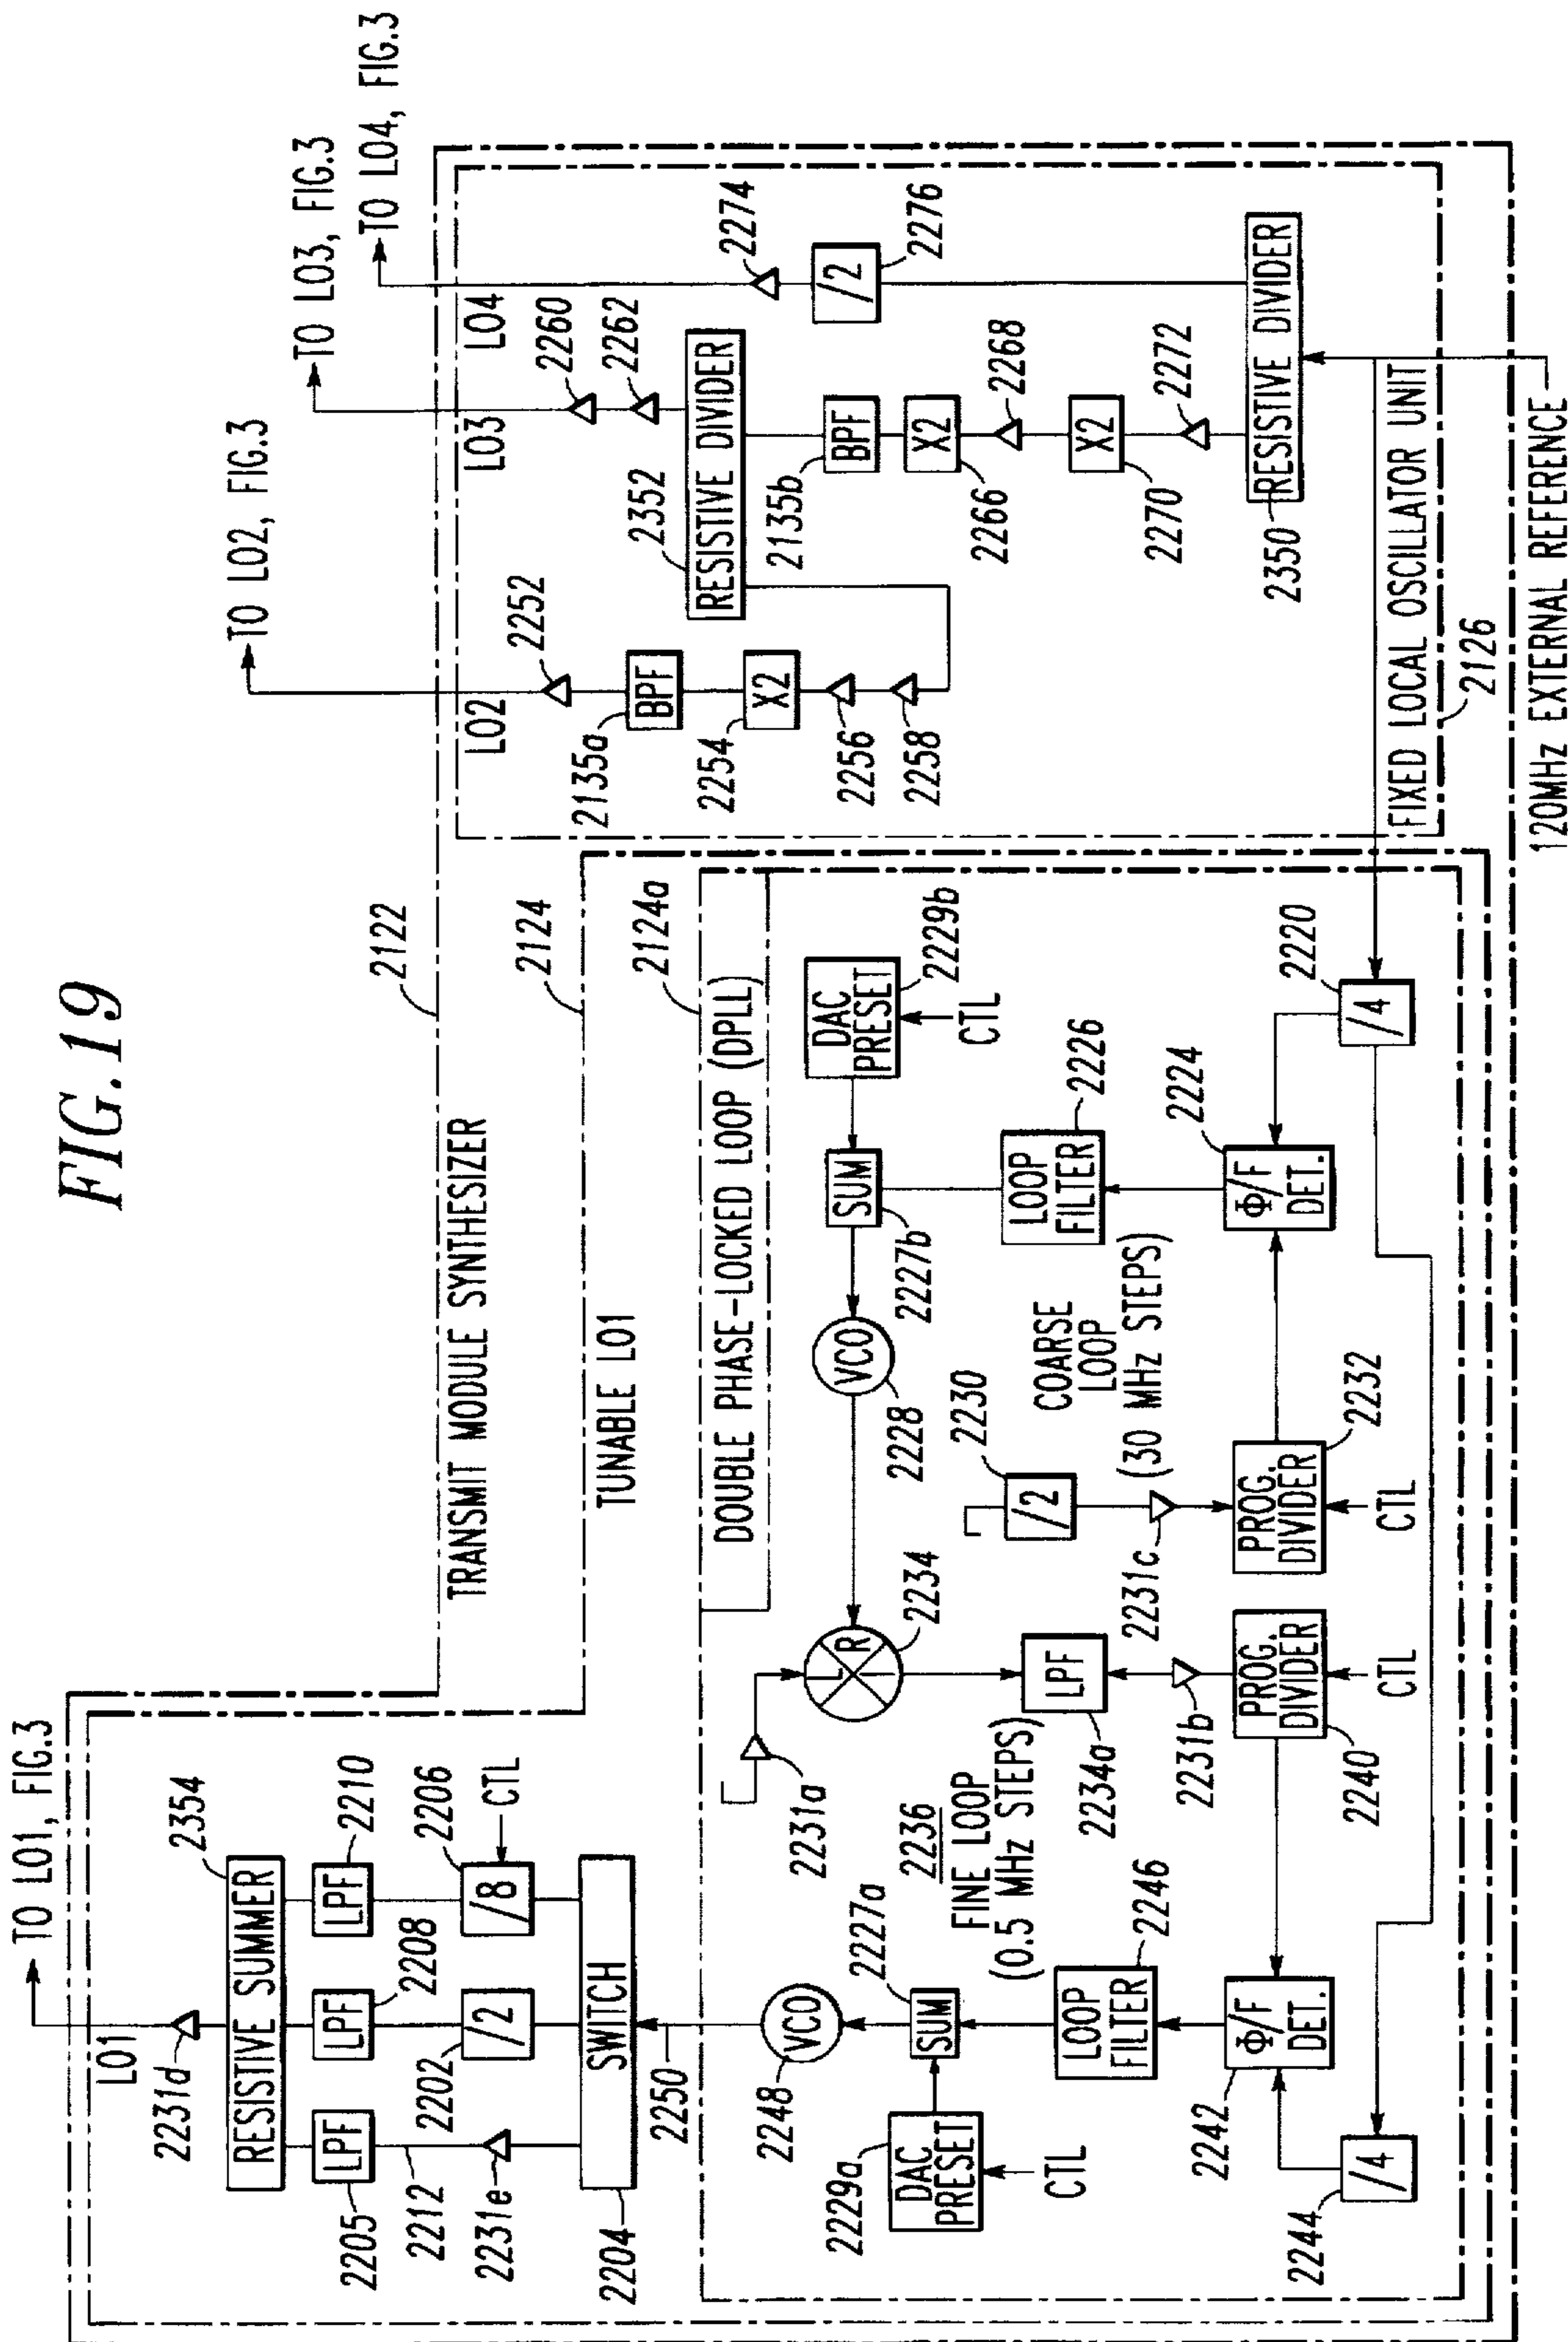 FIG.19
TO LO1, FIG.3
LO1
2231d
RESISTIVE SUMMER
2354
LPF
2205
LPF
2208
LPF
2210
2212
2231e
/2
2202
/8
2206
CTL
SWITCH
2204
2250
2122
TRANSMIT MODULE SYNTHESIZER
2124
TUNABLE LO1
2124a
DOUBLE PHASE-LOCKED LOOP (DPLL)
VCO
2248
DAC
PRESET
2229a
CTL
SUM
2227a
LOOP
FILTER
2246
Φ/F
DET.
2242
/4
2244
2236
FINE LOOP
(0.5 MHz STEPS)
2231a
L
R
I
2234
LPF
2234a
2231b
PROG.
DIVIDER
2240
CTL
VCO
2228
/2
2230
2231c
COARSE
LOOP
(30 MHz STEPS)
PROG.
DIVIDER
2232
CTL
DAC
PRESET
2229b
CTL
SUM
2227b
LOOP
FILTER
2226
Φ/F
DET.
2224
/4
2220
TO LO2, FIG.3
TO LO3, FIG.3
TO LO4, FIG.3
LO2
2252
BPF
2135a
X2
2254
2256
2258
LO3
2260
2262
RESISTIVE DIVIDER
2352
BPF
2135b
X2
2266
2268
X2
2270
2272
LO4
2274
/2
2276
RESISTIVE DIVIDER
2350
FIXED LOCAL OSCILLATOR UNIT
2126
120MHz EXTERNAL REFERENCE